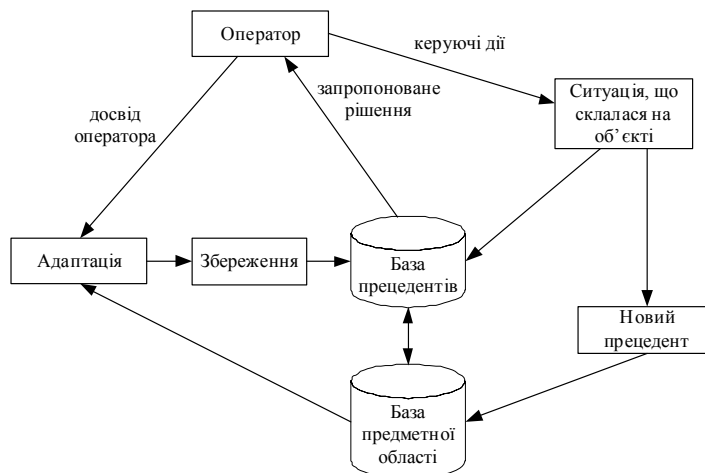 Оператор
керуючі дії
запропоноване
рішення
Ситуація, що
склалася на
об’єкті
досвід
оператора
Адаптація
Збереження
База
прецедентів
Новий
прецедент
База
предметної
області